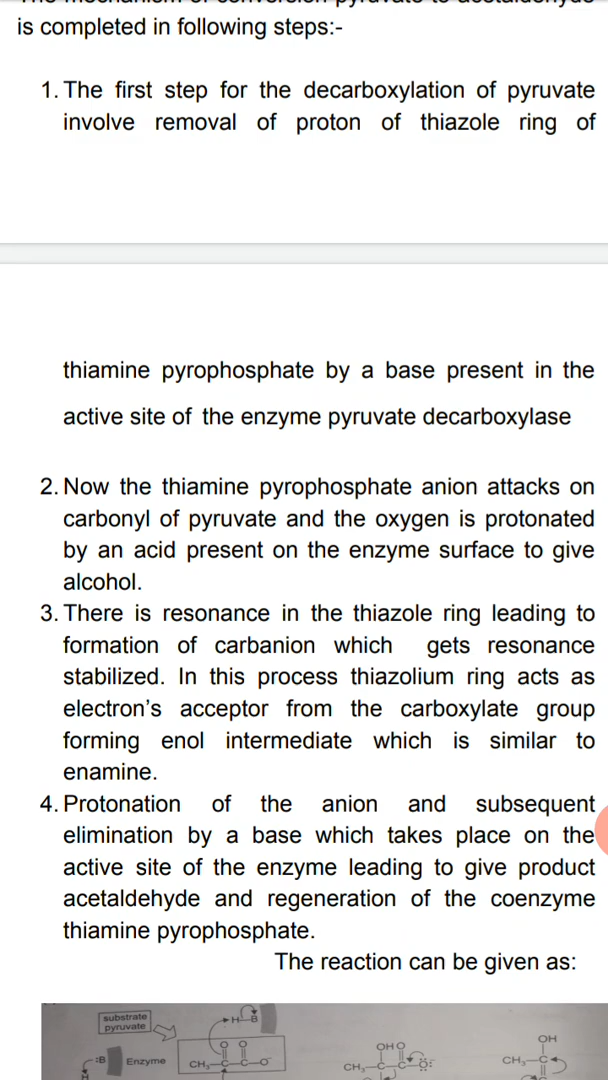 is completed in following steps:-
1. The first step for the decarboxylation of pyruvate
involve removal of proton of thiazole ring of
thiamine pyrophosphate by a base present in the
active site of the enzyme pyruvate decarboxylase
2. Now the thiamine pyrophosphate anion attacks on
carbonyl of pyruvate and the oxygen is protonated
by an acid present on the enzyme surface to give
alcohol.
3. There is resonance in the thiazole ring leading to
formation of carbanion which gets resonance
stabilized. In this process thiazolium ring acts as
electron's acceptor from the carboxylate group
forming enol intermediate which is similar to
enamine.
4. Protonation of the anion and subsequent
elimination by a base which takes place on the
active site of the enzyme leading to give product
acetaldehyde and regeneration of the coenzyme
thiamine pyrophosphate.
The reaction can be given as:
substrate
pyruvate
H-B
:B Enzyme
O O
CH₃-C-C-O
OH O
CH₃-C-C-Ö:
OH
CH₃-C